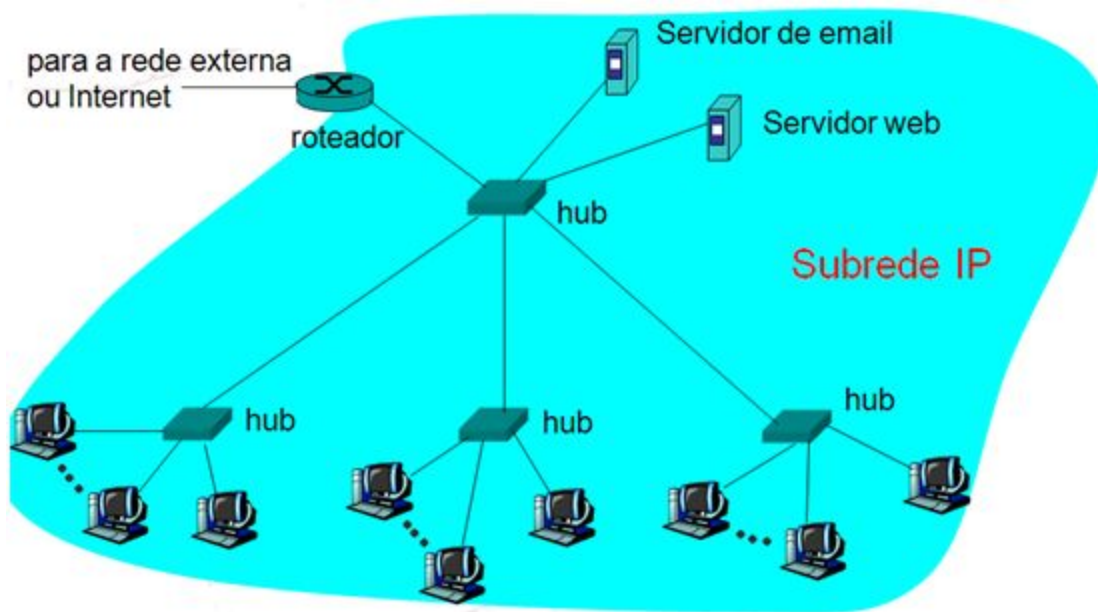 Servidor de email
para a rede externa
ou Internet
roteador
Servidor web
hub
Subrede IP
hub
hub
hub